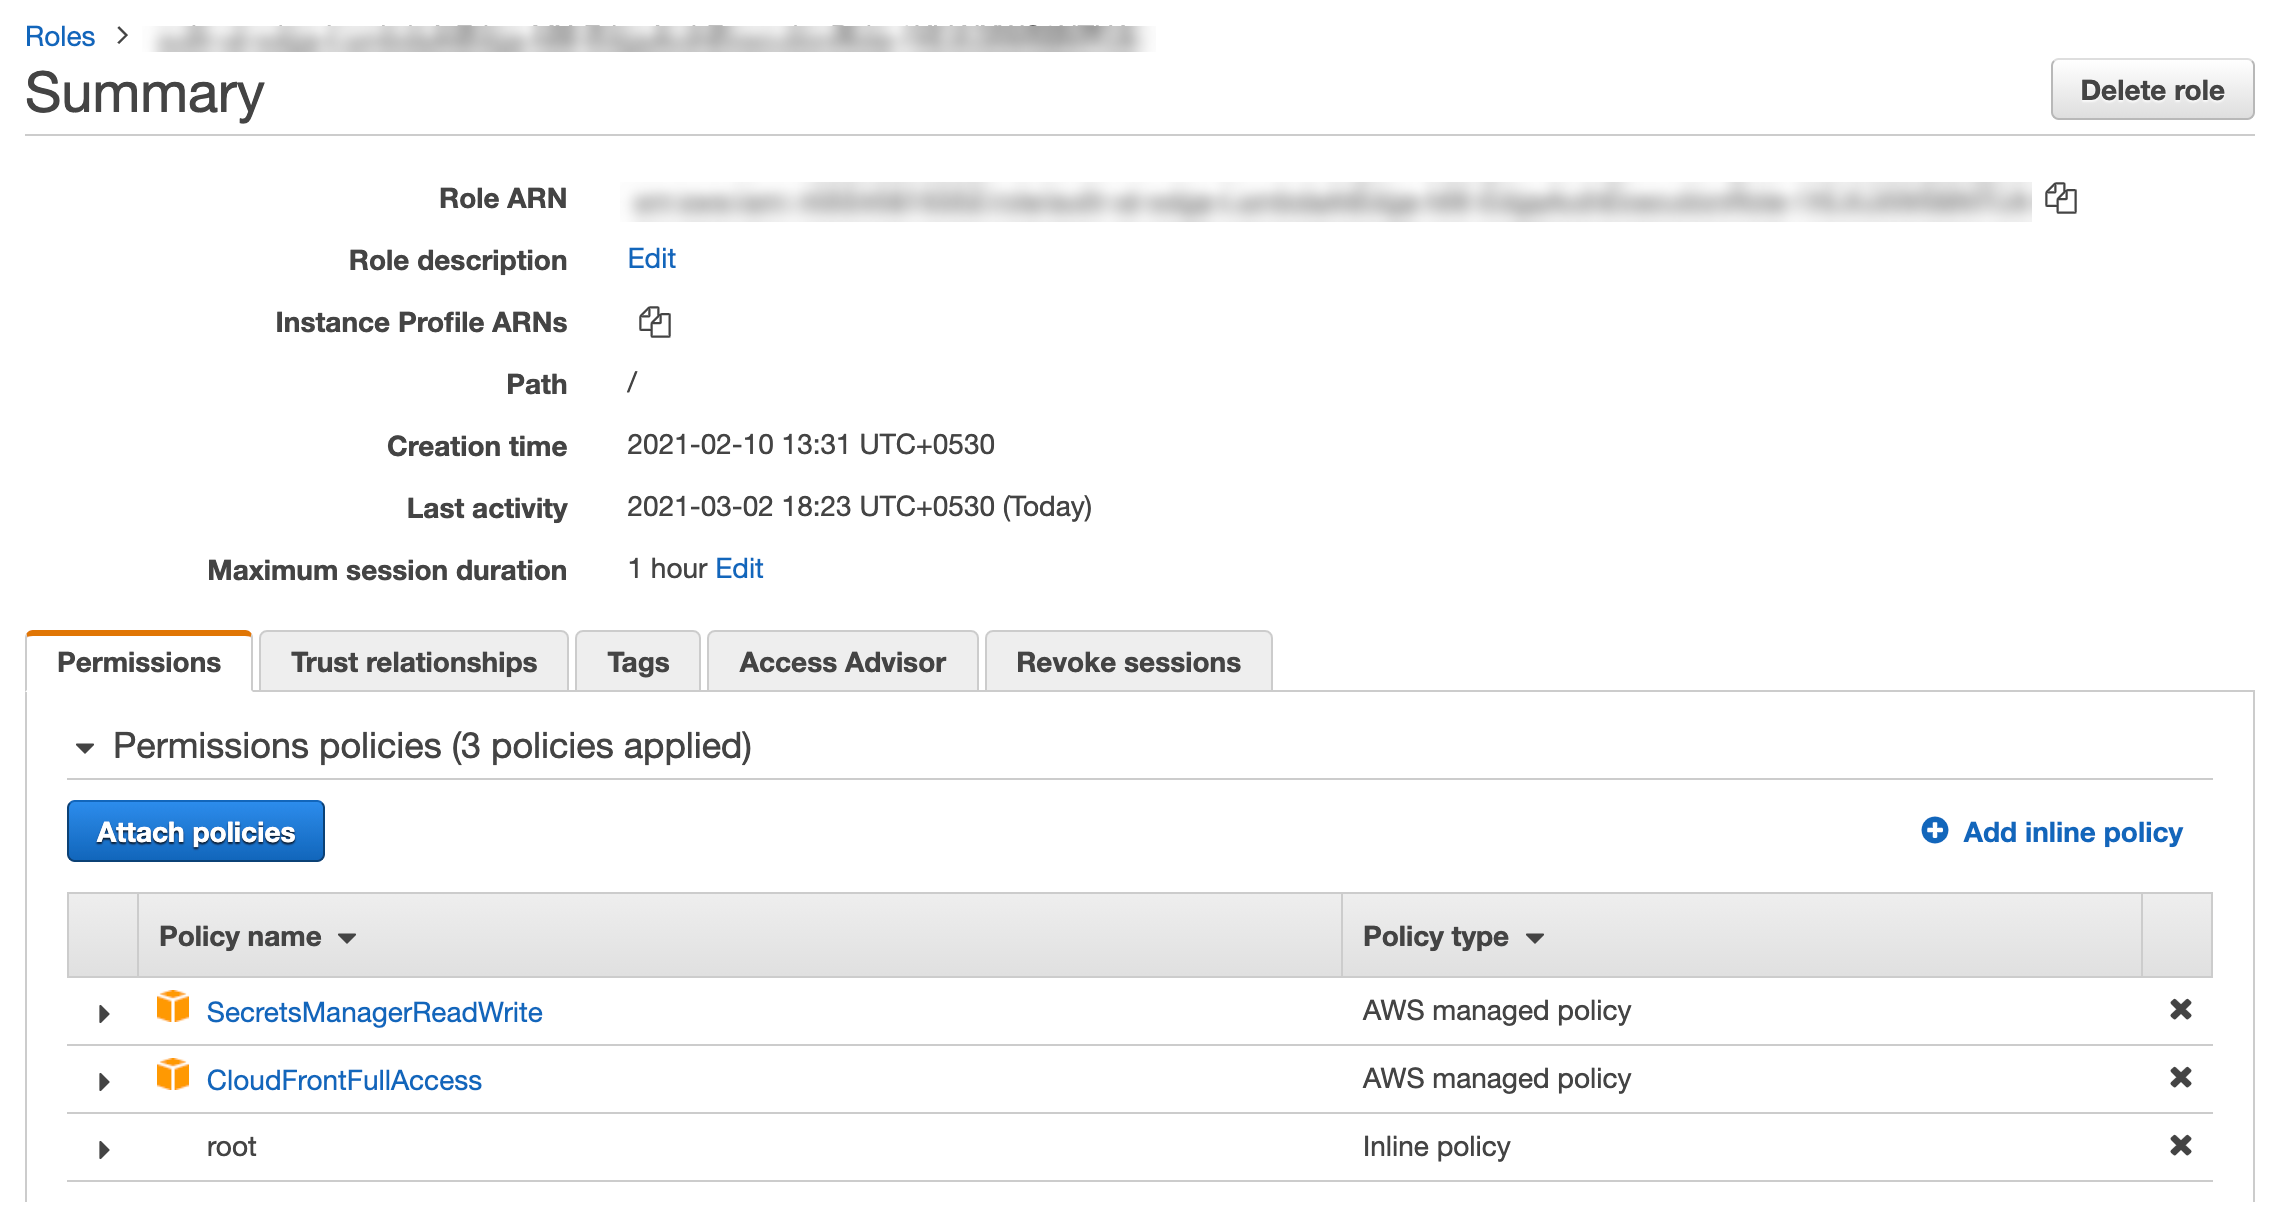 Roles >
Summary
Delete role
Role ARN
Role description Edit
Instance Profile ARNs
Path /
Creation time 2021-02-10 13:31 UTC+0530
Last activity 2021-03-02 18:23 UTC+0530 (Today)
Maximum session duration 1 hour Edit
Permissions Trust relationships Tags Access Advisor Revoke sessions
Permissions policies (3 policies applied)
Attach policies Add inline policy
Policy name Policy type
SecretsManagerReadWrite AWS managed policy
CloudFrontFullAccess AWS managed policy
root Inline policy